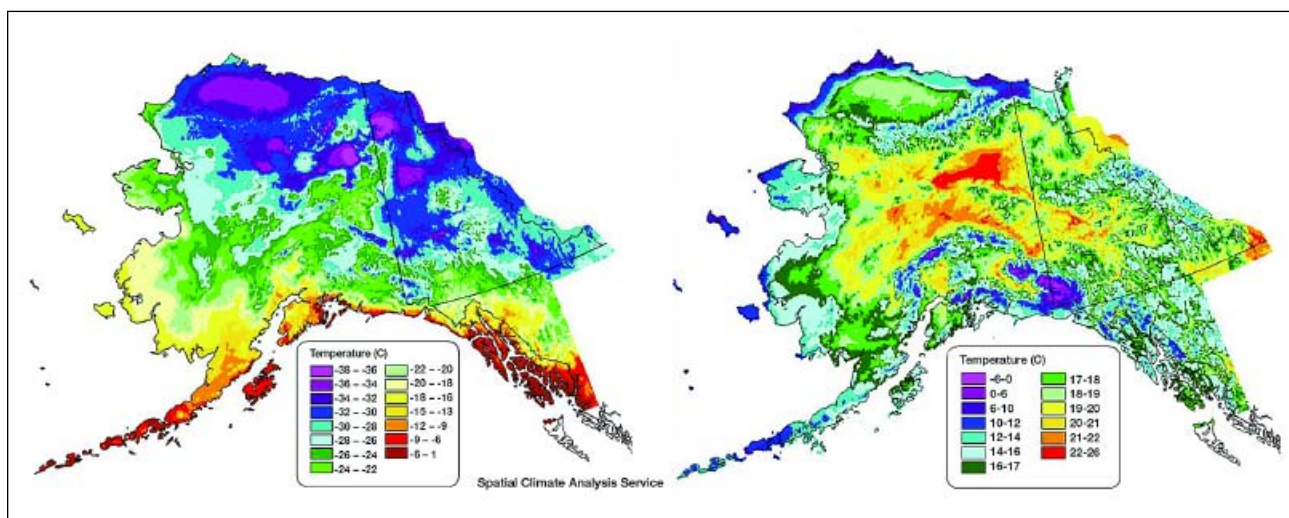 Temperature (C)
-38 – -36
-36 – -34
-34 – -32
-32 – -30
-30 – -28
-28 – -26
-26 – -24
-24 – -22
-22 – -20
-20 – -18
-18 – -16
-15 – -13
-12 – -9
-9 – -6
-6 – 1
Spatial Climate Analysis Service
Temperature (C)
-6-0
0-6
6-10
10-12
12-14
14-16
16-17
17-18
18-19
19-20
20-21
21-22
22-26